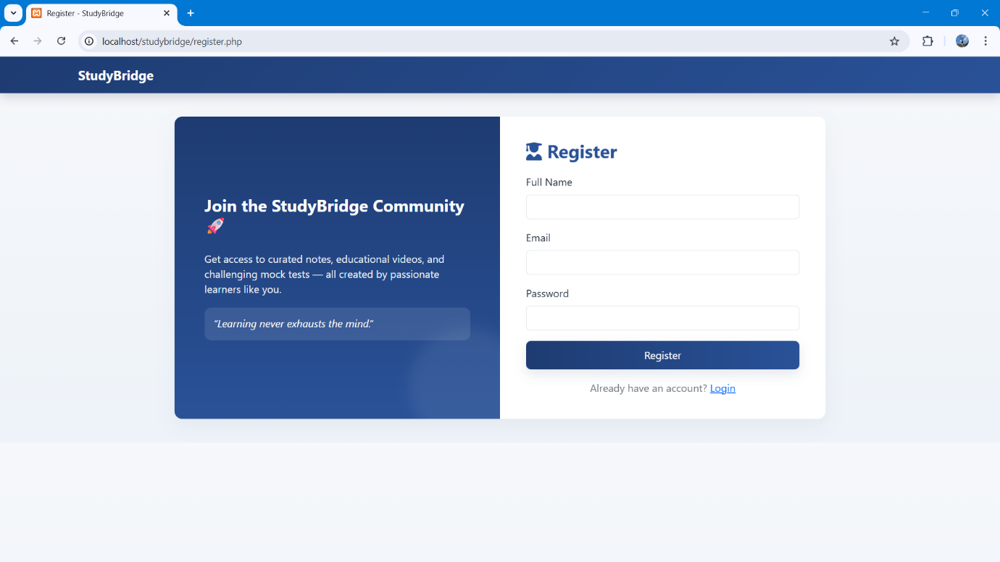 Register - StudyBridge
localhost/studybridge/register.php
StudyBridge
Join the StudyBridge Community
🚀
Get access to curated notes, educational videos, and
challenging mock tests — all created by passionate
learners like you.
“Learning never exhausts the mind.”
Register
Full Name
Email
Password
Register
Already have an account? Login